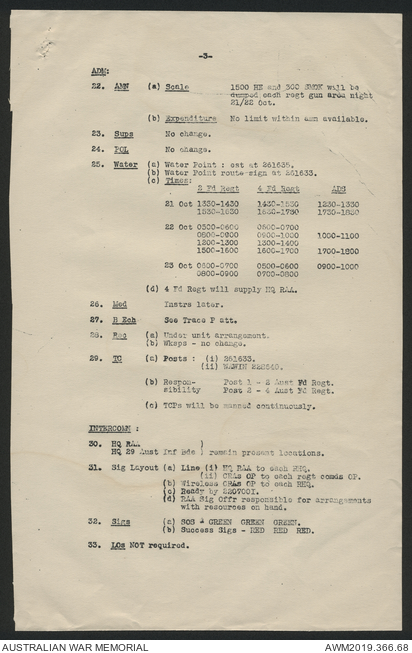 -3-
ADM:
22. AMN (a) Scale 1500 HE and 300 SMOK will be
dumped each regt gun area night
21/22 Oct.
(b) Expenditure No limit within amn available.
23. Sups No change.
24. POL No change.
25. Water (a) Water Point : est at 261635.
(b) Water Point route sign at 261633.
(c) Times:
2 Fd Regt 4 Fd Regt ADS
21 Oct 1330-1430 1430-1530 1230-1330
1530-1630 1630-1730 1730-1830
22 Oct 0500-0600 0600-0700
0800-0900 0900-1000 1000-1100
1200-1300 1300-1400
1500-1600 1600-1700 1700-1800
23 Oct 0600-0700 0500-0600 0900-1000
0800-0900 0700-0800
(d) 4 Fd Regt will supply HQ RAA.
26. Med Instrs later.
27. B Ech See Trace P att.
28. Rec (a) Under unit arrangement.
(b) Wksps - no change.
29. TC (a) Posts : (i) 261633.
(ii)
(b) Respon- Post 1 - 2 Aust Fd Regt.
sibility Post 2 - 4 Aust Fd Regt.
(c) TCPs will be manned continuously.
INTERCOMN :
30. HQ RAA )
HQ 29 Aust Inf Bde ) remain present locations.
31. Sig Layout (a) Line (i) HQ RAA to each RHQ.
(ii) CRAs OP to each regt comds OP.
(b) Wireless CRAs OP to each RHQ.
(c) Ready by 220700I.
(d) RAA Sig Offr responsible for arrangements
with resources on hand.
32. Sigs (a) SOS - GREEN GREEN GREEN.
(b) Success Signs - RED RED RED.
33. LOs NOT required.
AUSTRALIAN WAR MEMORIAL AWM2019.366.68